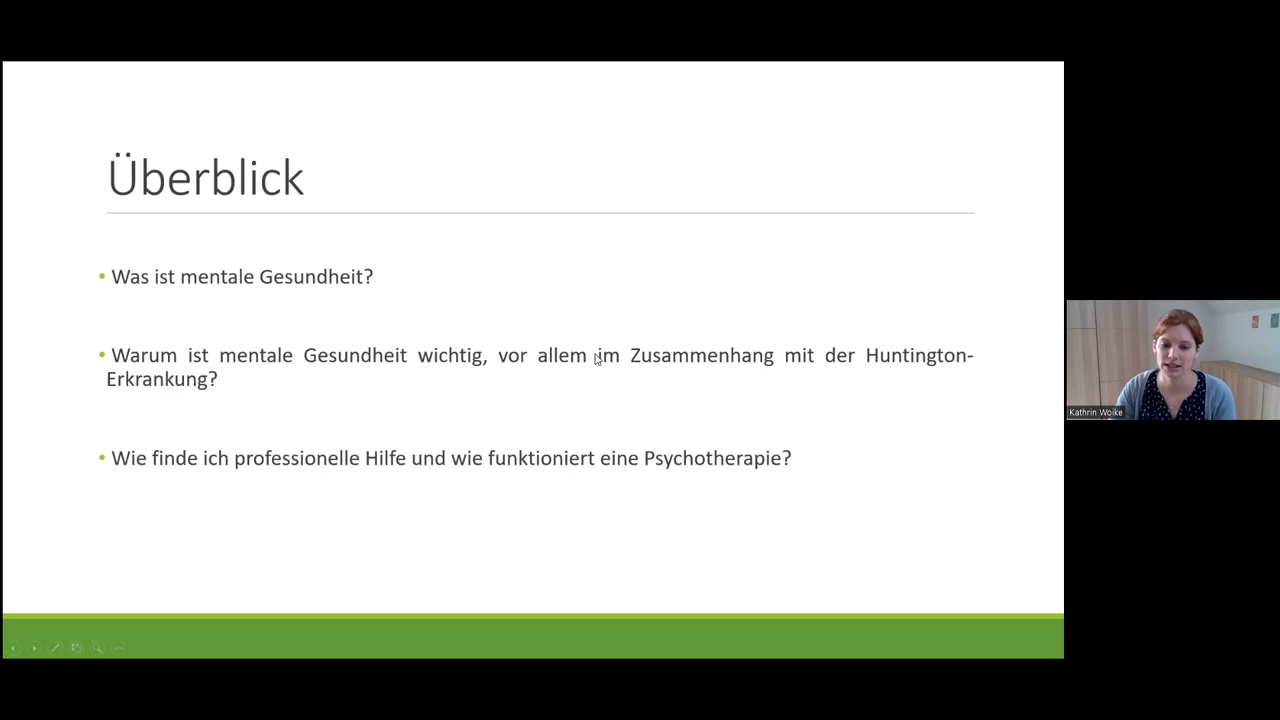 Überblick
• Was ist mentale Gesundheit?
• Warum ist mentale Gesundheit wichtig, vor allem im Zusammenhang mit der Huntington-
Erkrankung?
• Wie finde ich professionelle Hilfe und wie funktioniert eine Psychotherapie?
Kathrin Woike